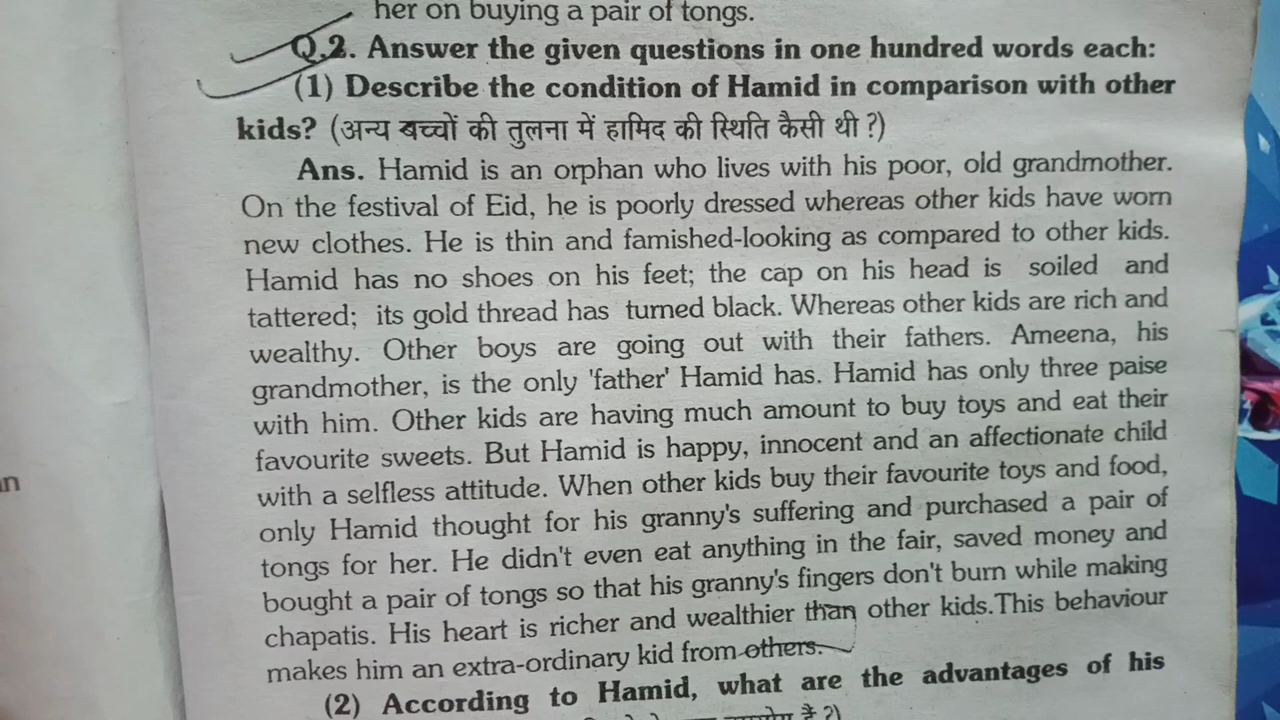 her on buying a pair of tongs.
Q.2. Answer the given questions in one hundred words each:
(1) Describe the condition of Hamid in comparison with other
kids? (अन्य बच्चों की तुलना में हामिद की स्थिति कैसी थी ?)
Ans. Hamid is an orphan who lives with his poor, old grandmother.
On the festival of Eid, he is poorly dressed whereas other kids have worn
new clothes. He is thin and famished-looking as compared to other kids.
Hamid has no shoes on his feet; the cap on his head is soiled and
tattered; its gold thread has turned black. Whereas other kids are rich and
wealthy. Other boys are going out with their fathers. Ameena, his
grandmother, is the only 'father' Hamid has. Hamid has only three paise
with him. Other kids are having much amount to buy toys and eat their
favourite sweets. But Hamid is happy, innocent and an affectionate child
with a selfless attitude. When other kids buy their favourite toys and food,
only Hamid thought for his granny's suffering and purchased a pair of
tongs for her. He didn't even eat anything in the fair, saved money and
bought a pair of tongs so that his granny's fingers don't burn while making
chapatis. His heart is richer and wealthier than other kids.This behaviour
makes him an extra-ordinary kid from others.
(2) According to Hamid, what are the advantages of his
है ?)